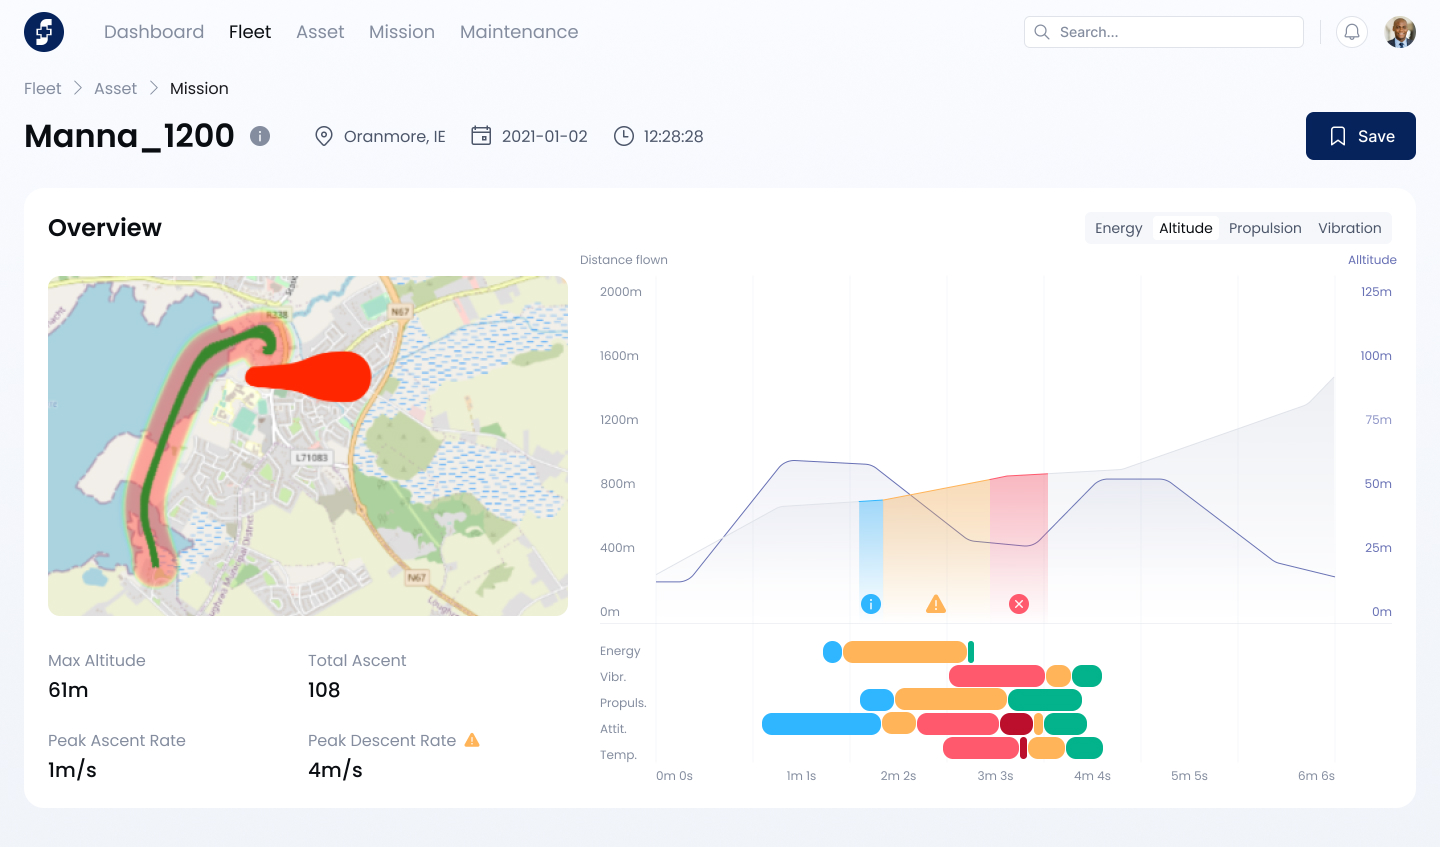 Dashboard Fleet Asset Mission Maintenance Search...
Fleet Asset Mission
Manna_1200 Oranmore, IE 2021-01-02 12:28:28 Save
Overview
Energy Altitude Propulsion Vibration
Distance flown Alltitude
2000m 125m
1600m 100m
1200m 75m
800m 50m
400m 25m
0m 0m
R238
N67
L71083
N67
Energy
Vibr.
Propuls.
Attit.
Temp.
0m 0s 1m 1s 2m 2s 3m 3s 4m 4s 5m 5s 6m 6s
Max Altitude Total Ascent
61m 108
Peak Ascent Rate Peak Descent Rate
1m/s 4m/s